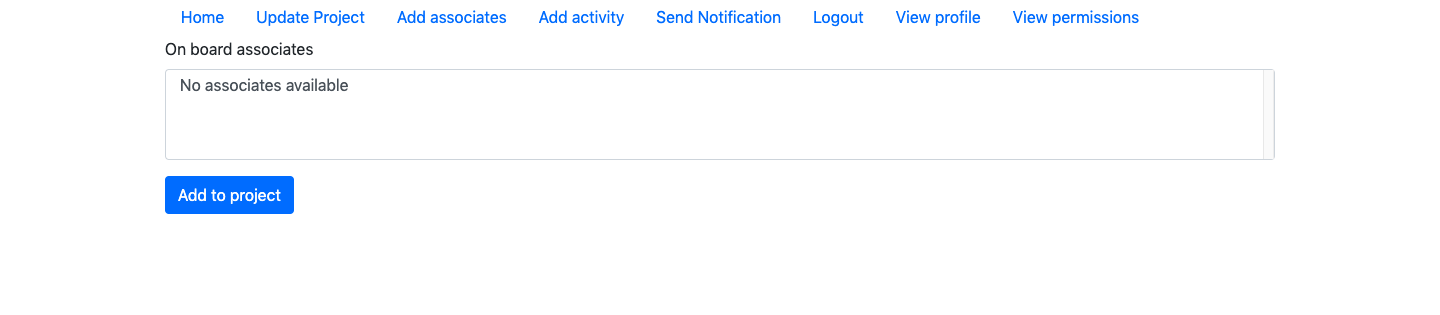 Home Update Project Add associates Add activity Send Notification Logout View profile View permissions
On board associates
No associates available
Add to project